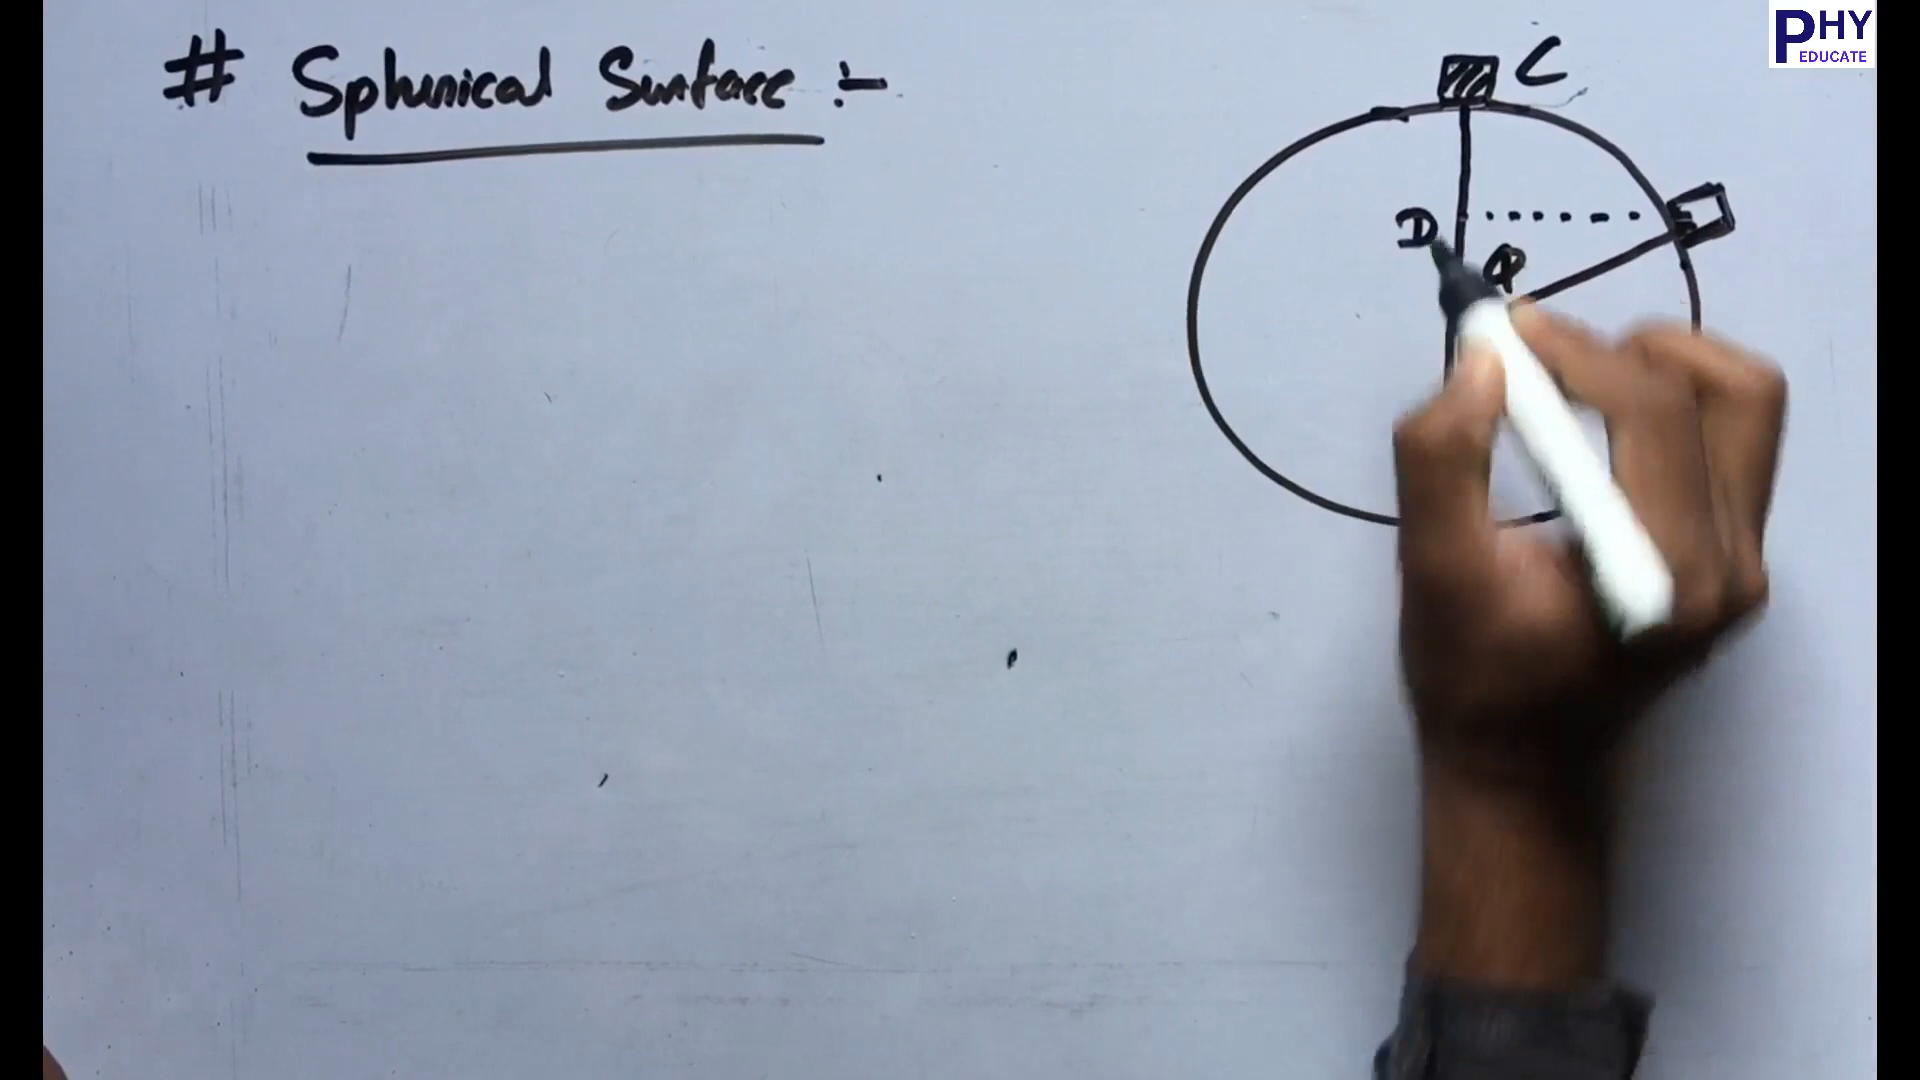 # Spherical Surface :-
C
D
φ
PHY
EDUCATE